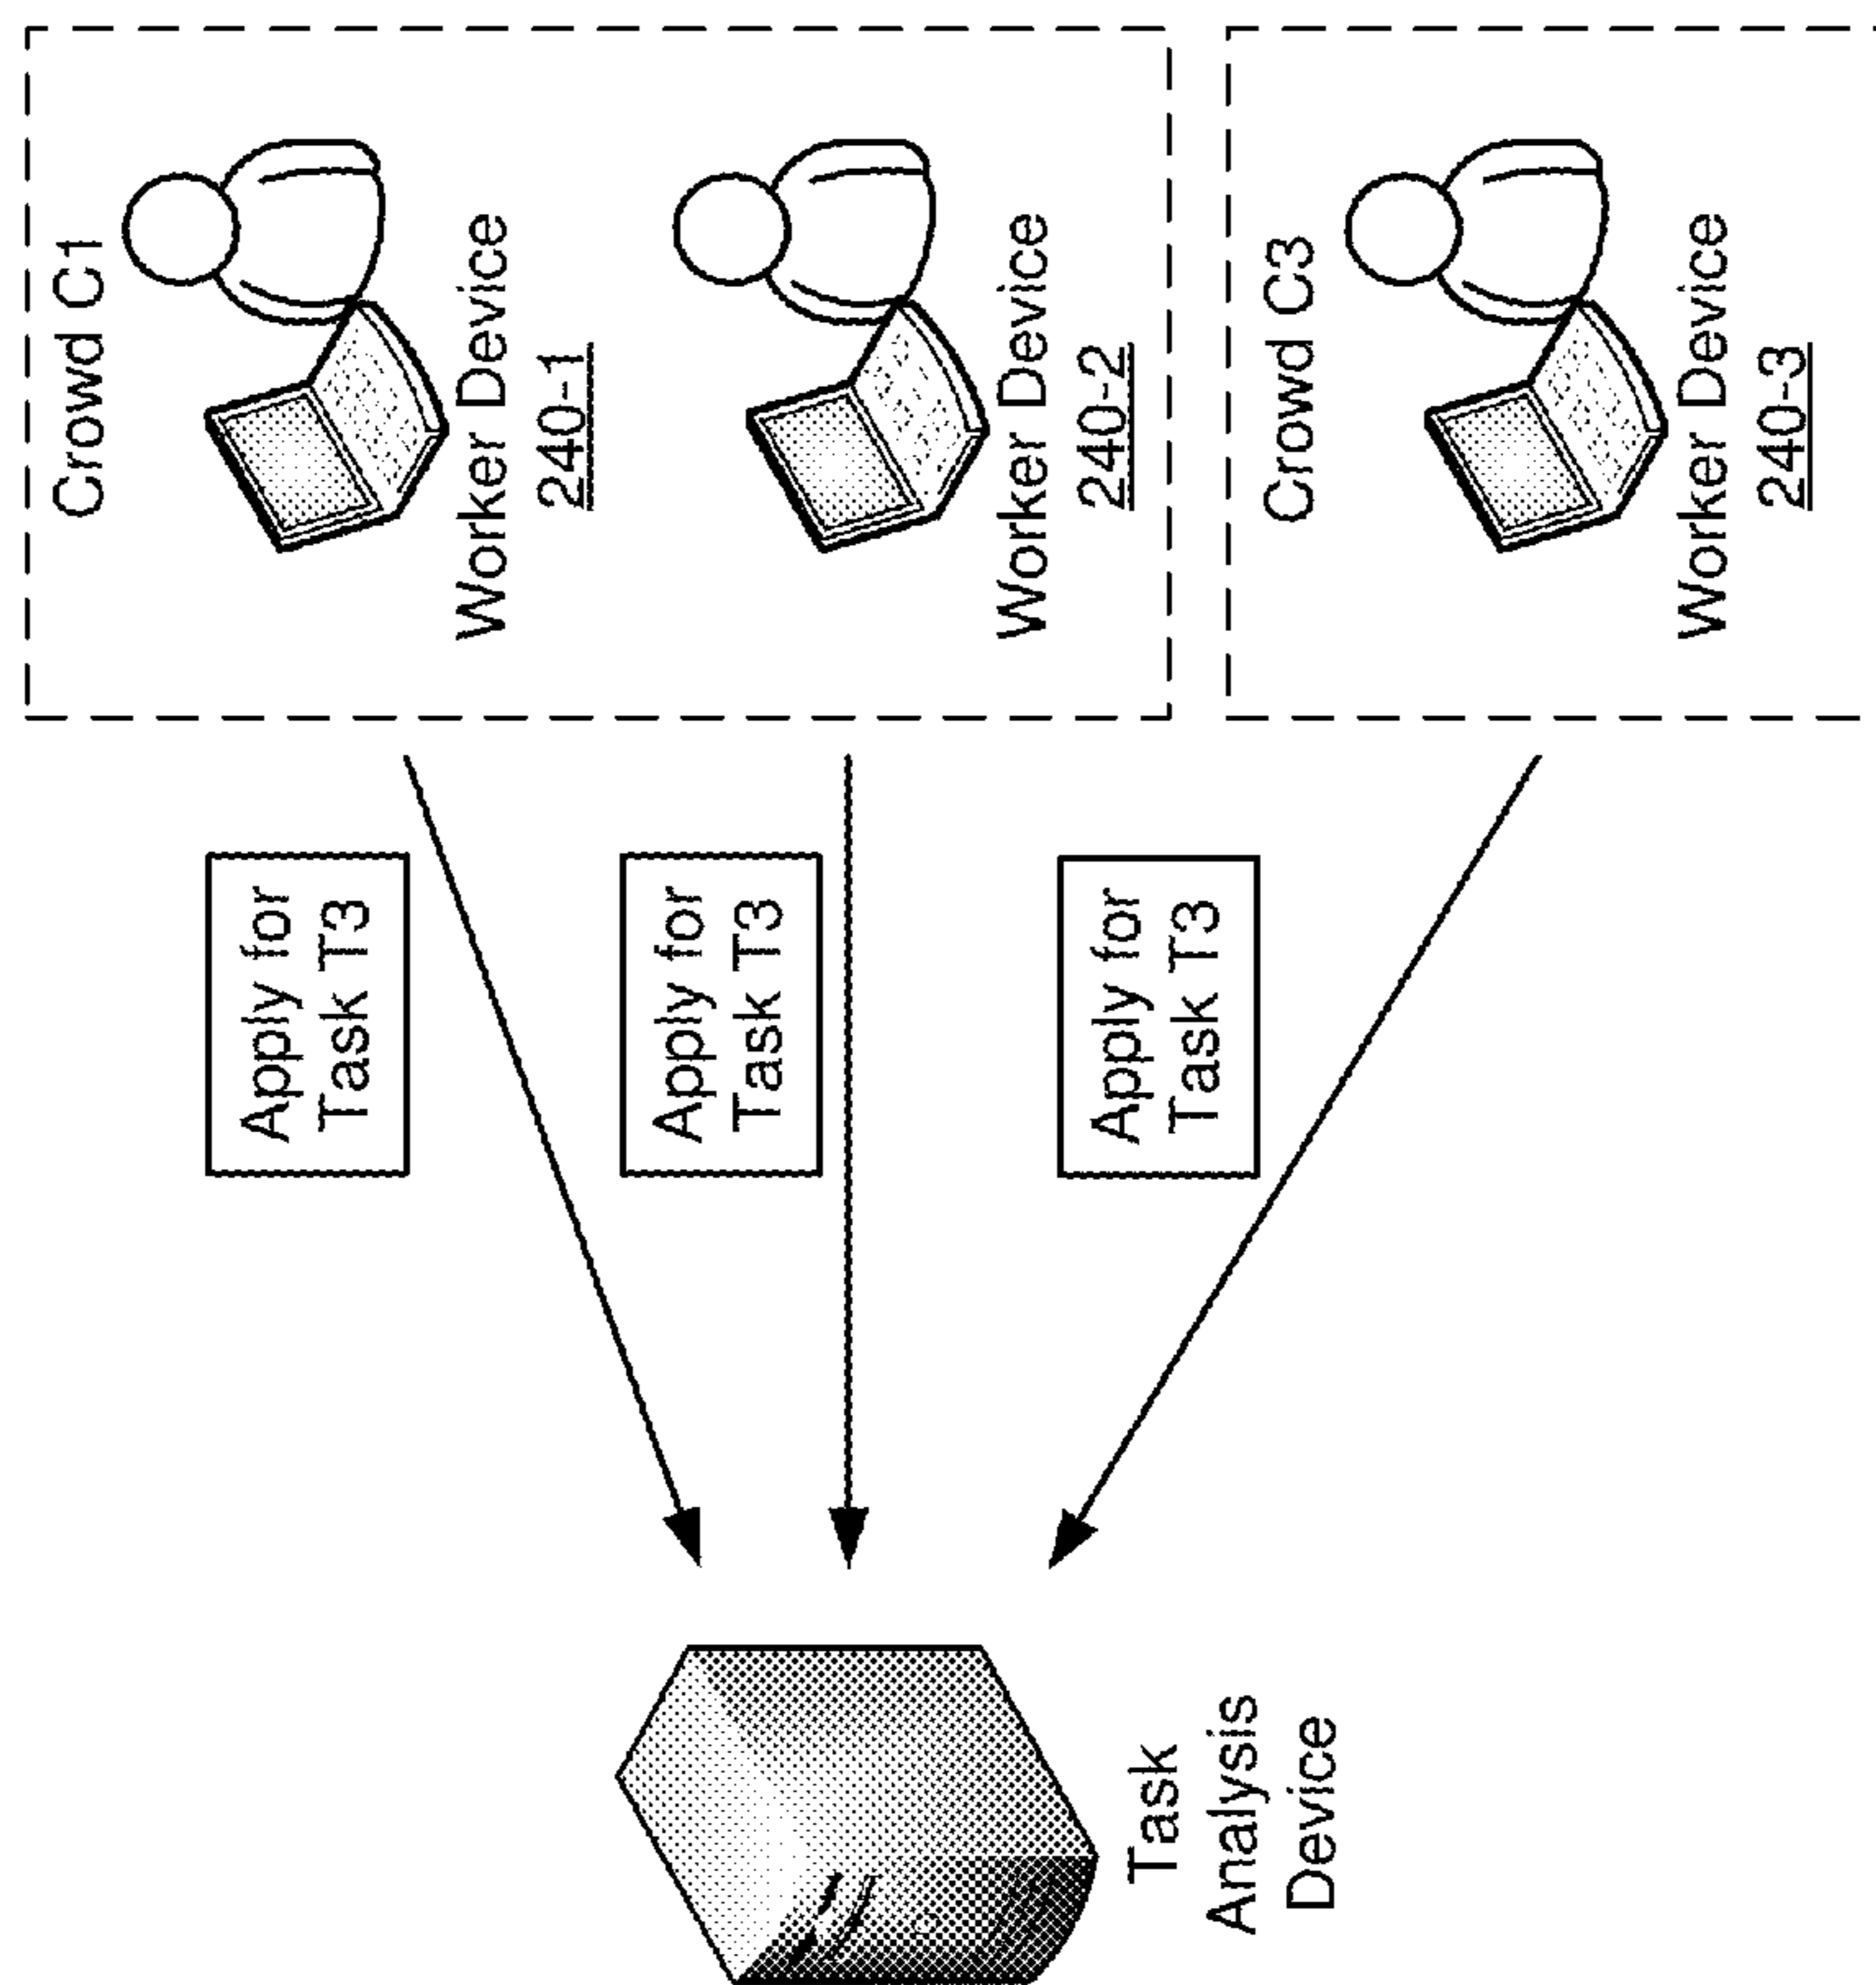 Crowd C1
Worker Device
240-1
Worker Device
240-2
Crowd C3
Worker Device
240-3
Apply for
Task T3
Apply for
Task T3
Apply for
Task T3
Task
Analysis
Device